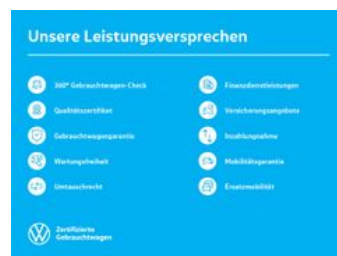 Unsere Leistungsversprechen
360° Gebrauchtwagen-Check
Qualitätszertifikat
Gebrauchtwagengarantie
Wartungsfreiheit
Umtauschrecht
Finanzdienstleistungen
Versicherungsangebote
Inzahlungnahme
Mobilitätsgarantie
Ersatzmobilität
Zertifizierte
Gebrauchtwagen